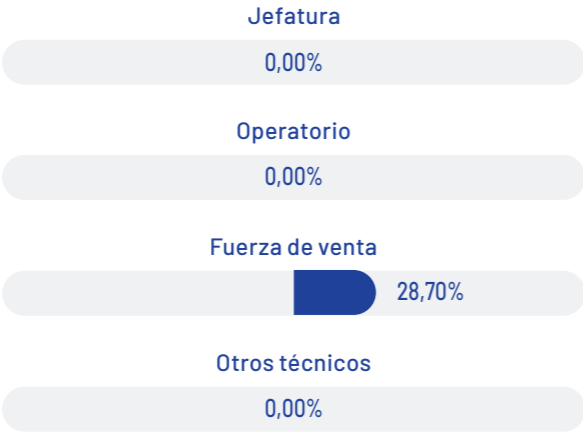 Jefatura
0,00%
Operatorio
0,00%
Fuerza de venta
28,70%
Otros técnicos
0,00%